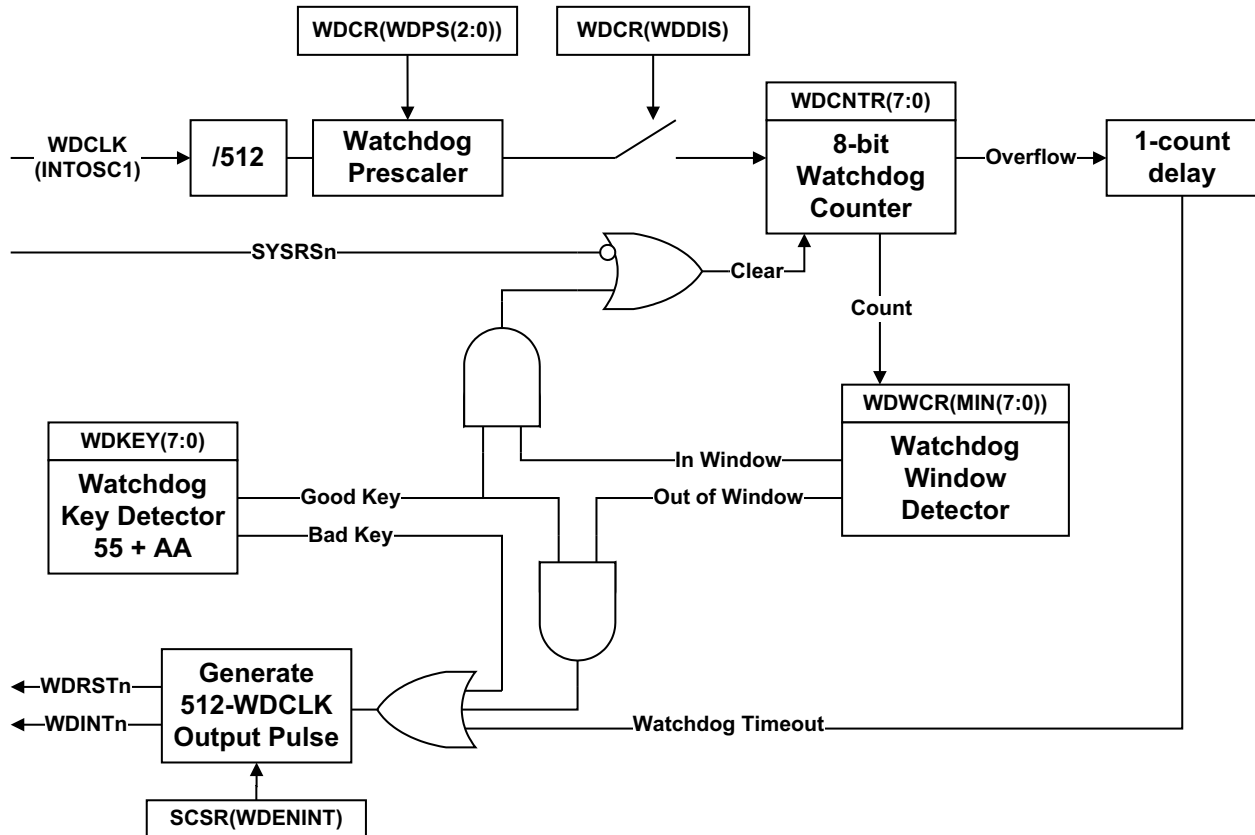 WDCR(WDPS(2:0))
WDCR(WDDIS)
WDCNTR(7:0)
WDCLK
(INTOSC1)
/512
Watchdog
Prescaler
8-bit
Watchdog
Counter
Overflow
1-count
delay
SYSRSn
Clear
Count
WDWCR(MIN(7:0))
Watchdog
Window
Detector
WDKEY(7:0)
Watchdog
Key Detector
55 + AA
In Window
Good Key
Out of Window
Bad Key
Generate
512-WDCLK
Output Pulse
WDRSTn
WDINTn
Watchdog Timeout
SCSR(WDENINT)